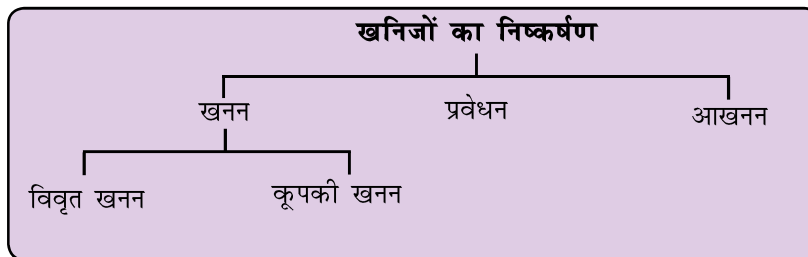 खनिजों का निष्कर्षण
खनन प्रवेधन आखनन
विवृत खनन कूपकी खनन